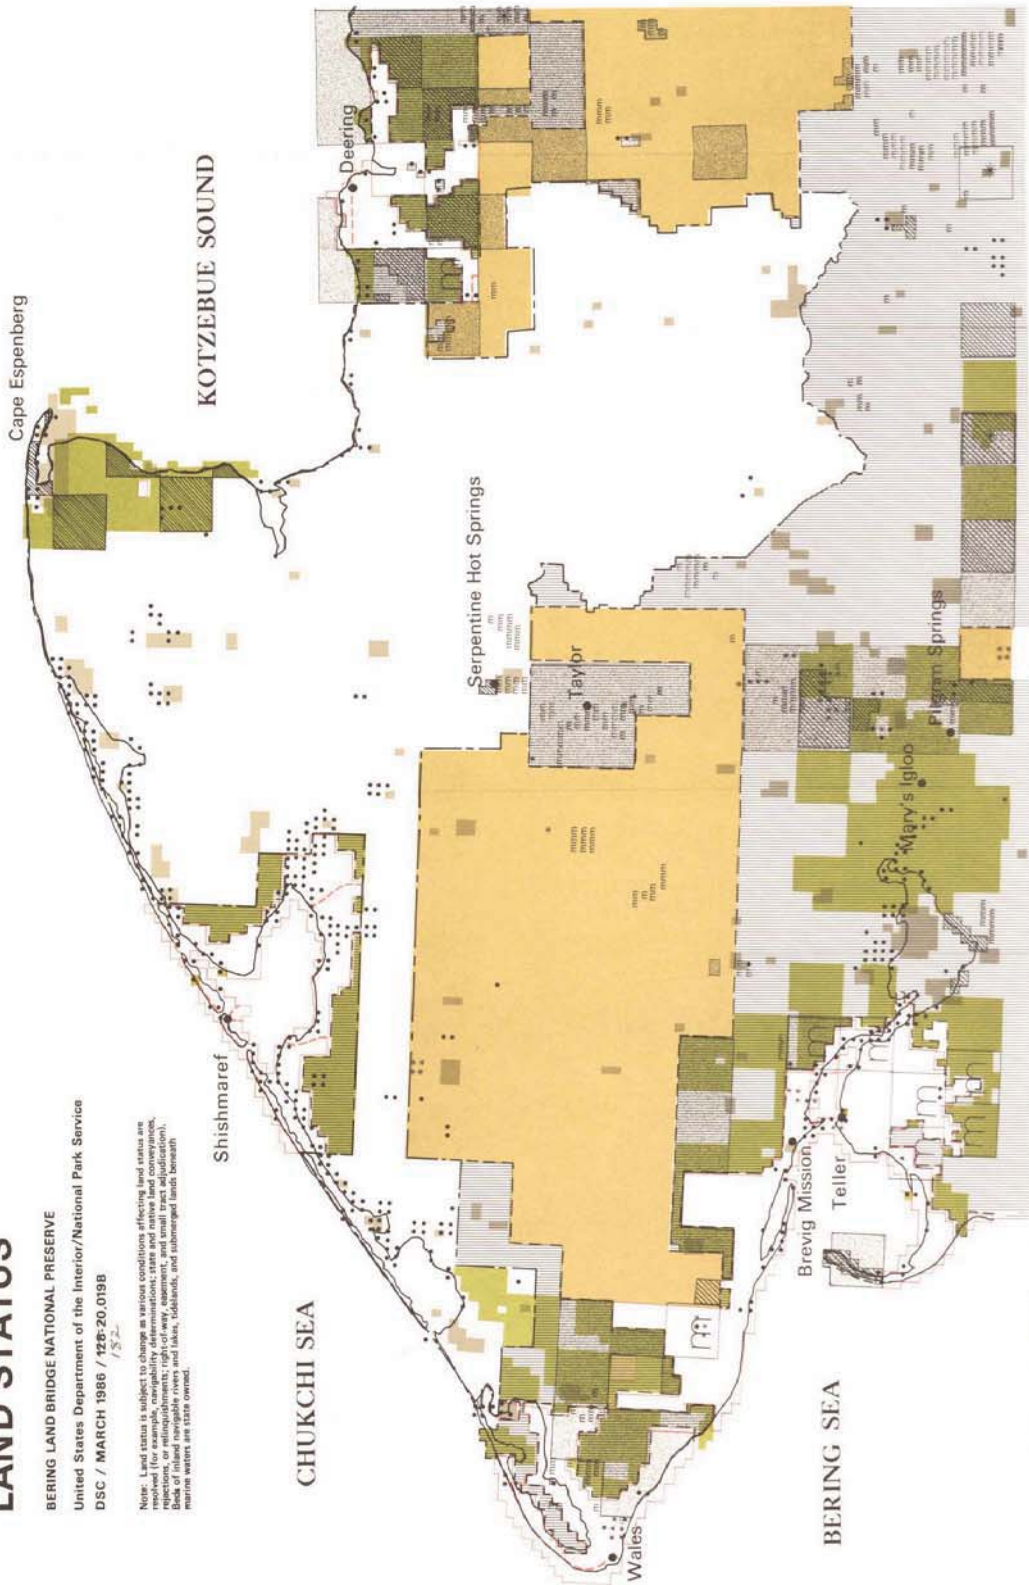 LAND STATUS
BERING LAND BRIDGE NATIONAL PRESERVE
United States Department of the Interior/National Park Service
DSC / MARCH 1986 / 128·20,019B
182
Note: Land status is subject to change as various conditions affecting land status are
resolved (for example, navigability determinations; state and native land conveyances,
rejections, or relinquishments; right-of-way, easement, and small tract adjudication).
Beds of inland navigable rivers and lakes, tidelands, and submerged lands beneath
marine waters are state owned.
Cape Espenberg
KOTZEBUE SOUND
Deering
Shishmaref
Serpentine Hot Springs
Taylor
CHUKCHI SEA
Mary's Igloo
Pilgrim Springs
Brevig Mission
Teller
Wales
BERING SEA